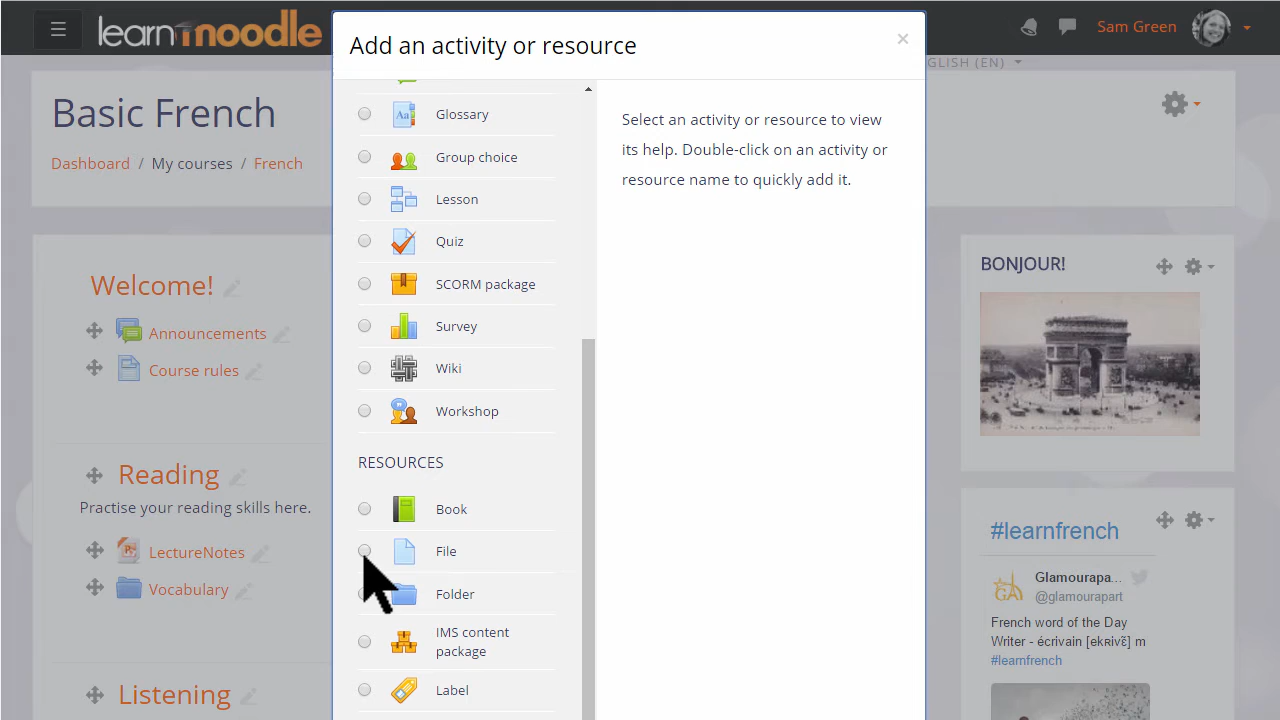 learn moodle
Sam Green
GLISH (EN)
Add an activity or resource
Basic French
Dashboard / My courses / French
Glossary
Group choice
Lesson
Quiz
SCORM package
Survey
Wiki
Workshop
RESOURCES
Book
File
Folder
IMS content
package
Label
Select an activity or resource to view
its help. Double-click on an activity or
resource name to quickly add it.
Welcome!
Announcements
Course rules
Reading
Practise your reading skills here.
LectureNotes
Vocabulary
Listening
BONJOUR!
#learnfrench
Glamourapa...
@glamourapart
French word of the Day
Writer - écrivain [ekʀivɛ̃] m
#learnfrench